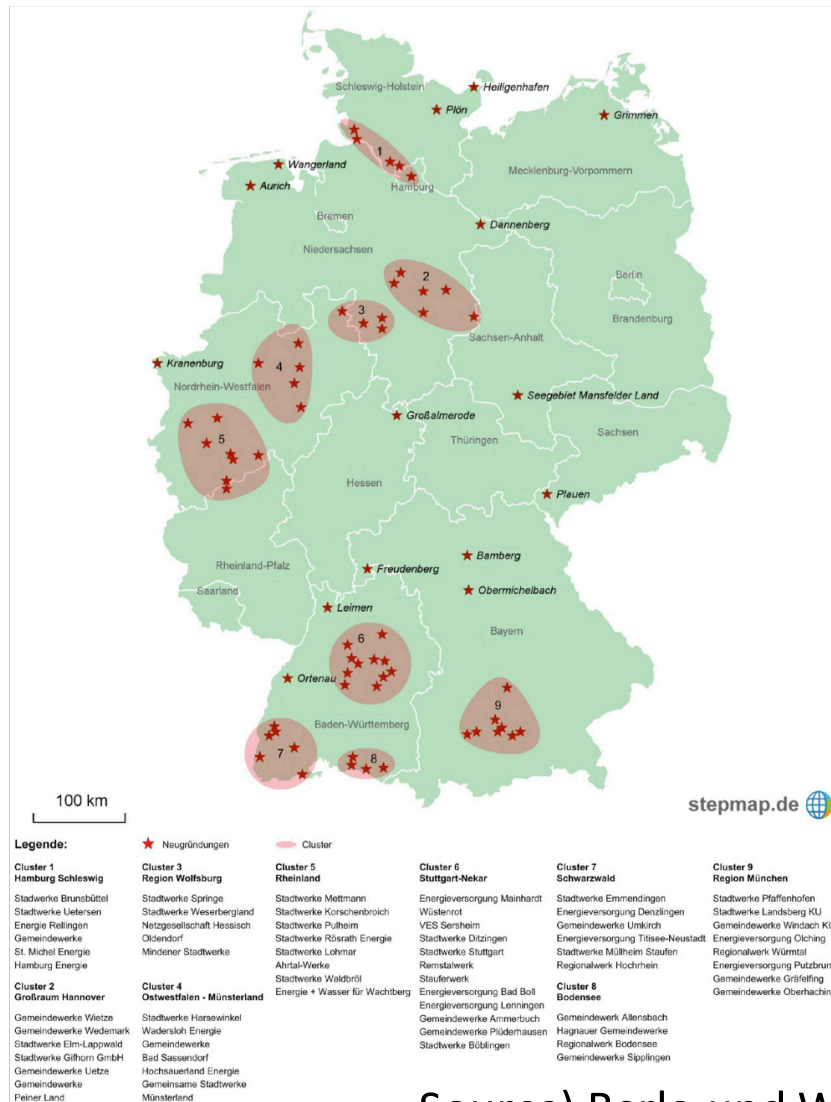 Schleswig-Holstein
Heiligenhafen
Plön
Grimmen
1
Wangerland
Mecklenburg-Vorpommern
Aurich
Hamburg
Bremen
Dannenberg
Niedersachsen
2
Berlin
3
Brandenburg
Sachsen-Anhalt
Kranenburg
4
Nordrhein-Westfalen
Seegebiet Mansfelder Land
Großalmerode
5
Thüringen
Sachsen
Hessen
Plauen
Bamberg
Rheinland-Pfalz
Freudenberg
Saarland
Obermichelbach
Leimen
6
Bayern
Ortenau
9
Baden-Württemberg
7
8
100 km
stepmap.de
Legende:
Neugründungen
Cluster
Cluster 1
Hamburg Schleswig
Stadwerke Brunsbüttel
Stadtwerke Uetersen
Energie Rellingen
Gemeindewerke
St. Michel Energie
Hamburg Energie
Cluster 2
Großraum Hannover
Gemeindewerke Wietze
Gemeindewerke Wedemark
Stadtwerke Elm-Lappwald
Stadtwerke Gifhorn GmbH
Gemeindewerke Uetze
Gemeindewerke
Peiner Land
Cluster 3
Region Wolfsburg
Stadtwerke Springe
Stadtwerke Weserbergland
Netzgesellschaft Hessisch
Oldendorf
Mindener Stadtwerke
Cluster 4
Ostwestfalen - Münsterland
Stadtwerke Harsewinkel
Wadersloh Energie
Gemeindewerke
Bad Sassendorf
Hochsauerland Energie
Gemeinsame Stadtwerke
Münsterland
Cluster 5
Rheinland
Stadtwerke Mettmann
Stadtwerke Korschenbroich
Stadtwerke Pulheim
Stadtwerke Rösrath Energie
Stadtwerke Lohmar
Ahrtal-Werke
Stadtwerke Waldbröl
Energie + Wasser für Wachtberg
Cluster 6
Stuttgart-Nekar
Energieversorgung Mainhardt
Wüstenrot
VES Sersheim
Stadtwerke Ditzingen
Stadtwerke Stuttgart
Remstalwerk
Stauferwerk
Energieversorgung Bad Boll
Energieversorgung Lenningen
Gemeindewerke Ammerbuch
Gemeindewerke Plüderhausen
Stadtwerke Böblingen
Cluster 7
Schwarzwald
Stadtwerke Emmendingen
Energieversorgung Denzlingen
Gemeindewerke Umkirch
Energieversorgung Titisee-Neustadt
Stadtwerke Müllheim Staufen
Regionalwerk Hochrhein
Cluster 8
Bodensee
Gemeindewerk Allensbach
Hagnauer Gemeindewerke
Regionalwerk Bodensee
Gemeindewerke Sipplingen
Cluster 9
Region München
Stadtwerke Pfaffenhofen
Stadtwerke Landsberg KU
Gemeindewerke Windach KU
Energieversorgung Olching
Regionalwerk Würmtal
Energieversorgung Putzbrun
Gemeindewerke Gräfelfing
Gemeindewerke Oberhachin